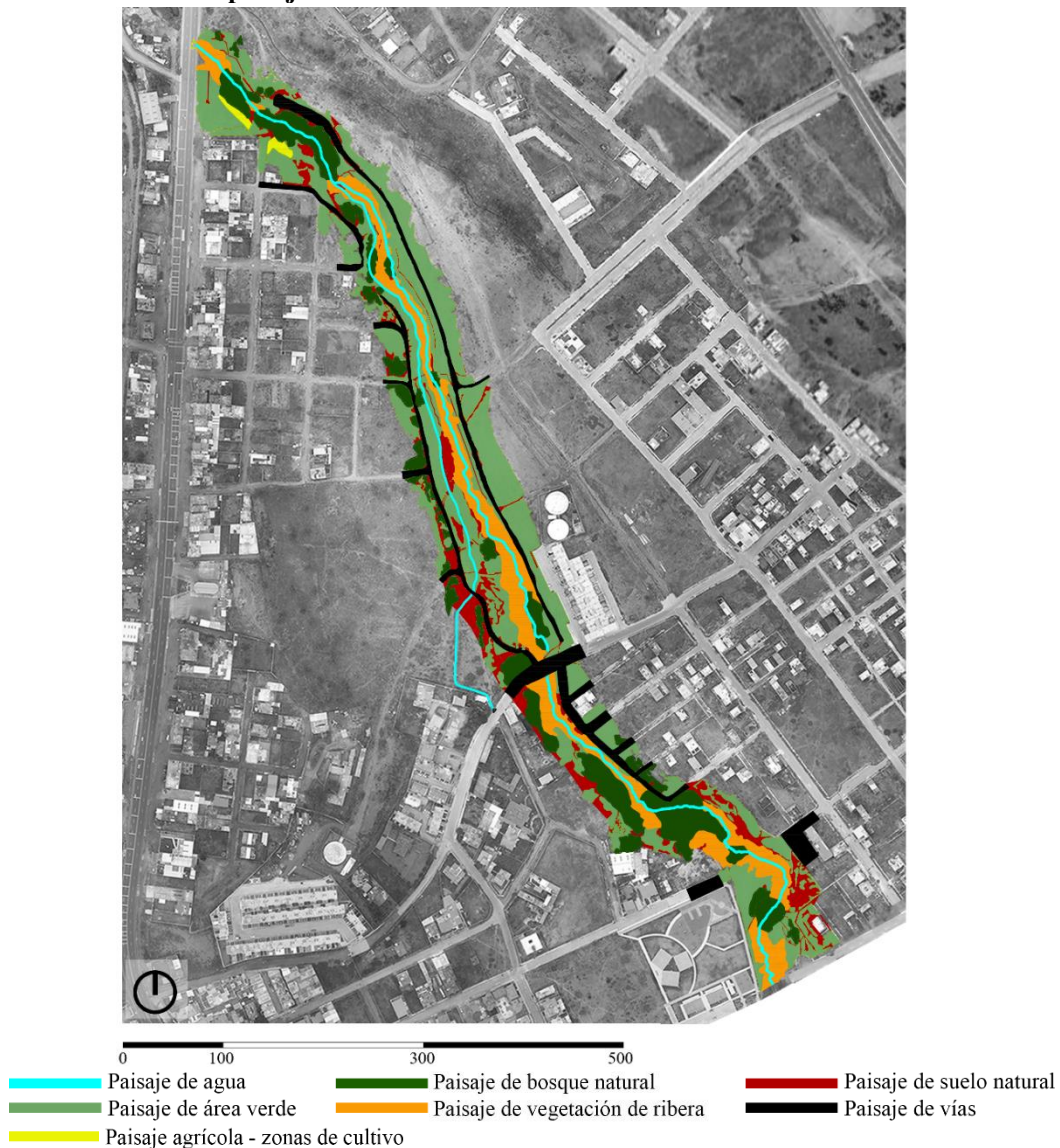 0 100 300 500
Paisaje de agua Paisaje de bosque natural Paisaje de suelo natural
Paisaje de área verde Paisaje de vegetación de ribera Paisaje de vías
Paisaje agrícola - zonas de cultivo